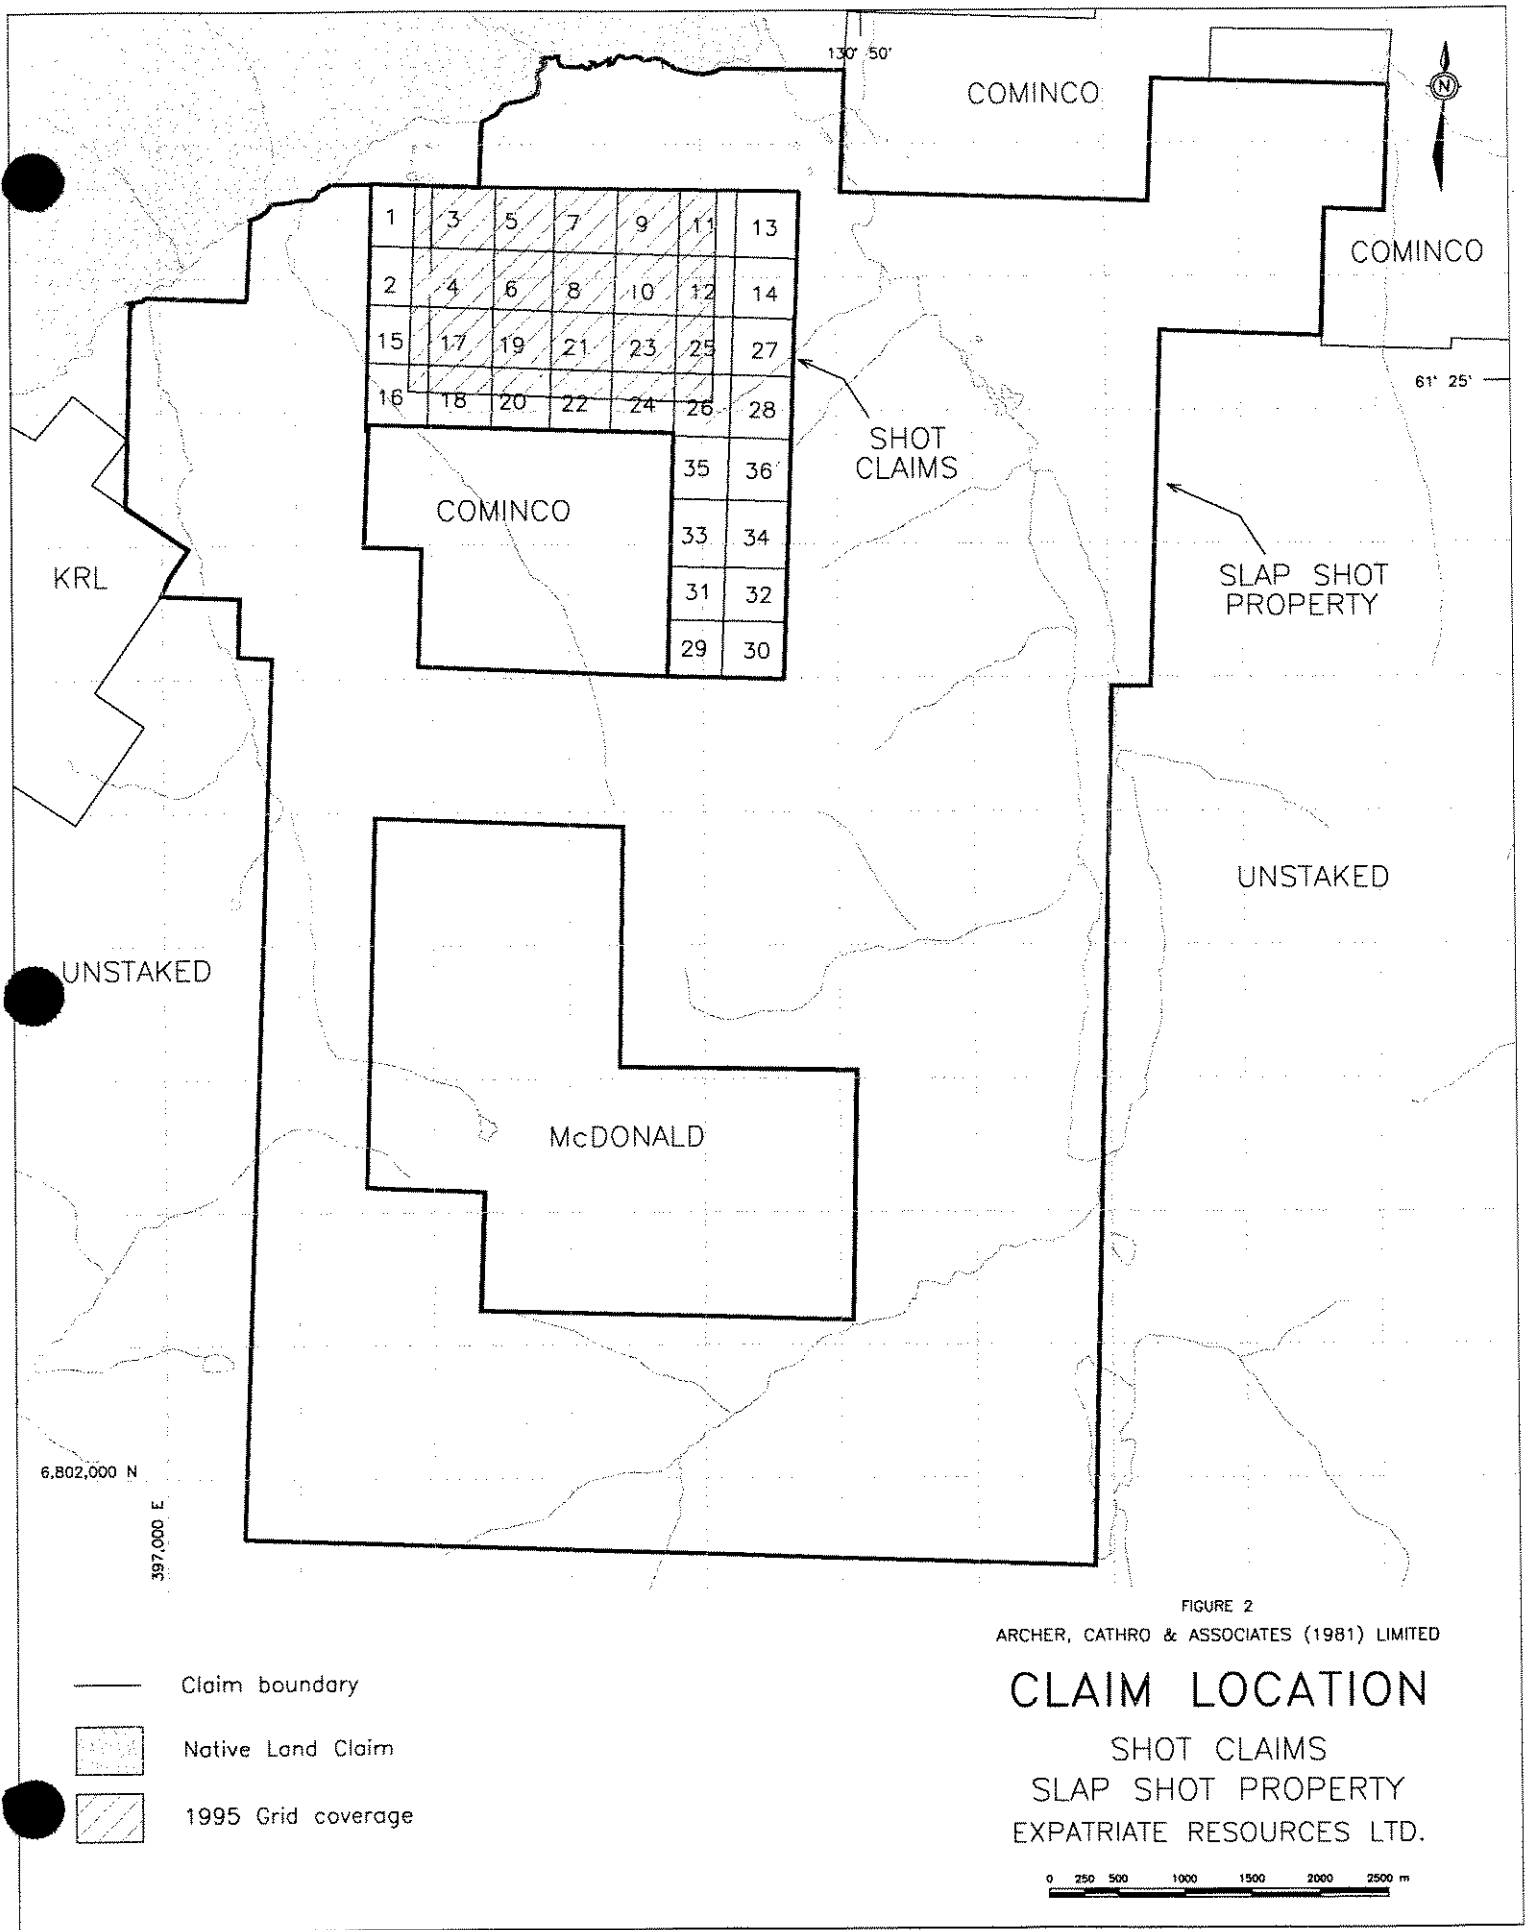 130° 50'
COMINCO
N
1 3 5 7 9 11 13
COMINCO
2 4 6 8 10 12 14
15 17 19 21 23 25 27
61° 25'
16 18 20 22 24 26 28
SHOT
CLAIMS
35 36
COMINCO
33 34
KRL
SLAP SHOT
PROPERTY
31 32
29 30
UNSTAKED
UNSTAKED
McDONALD
6,802,000 N
397,000 E
FIGURE 2
ARCHER, CATHRO & ASSOCIATES (1981) LIMITED
CLAIM LOCATION
SHOT CLAIMS
SLAP SHOT PROPERTY
EXPATRIATE RESOURCES LTD.
0 250 500 1000 1500 2000 2500 m
Claim boundary
Native Land Claim
1995 Grid coverage